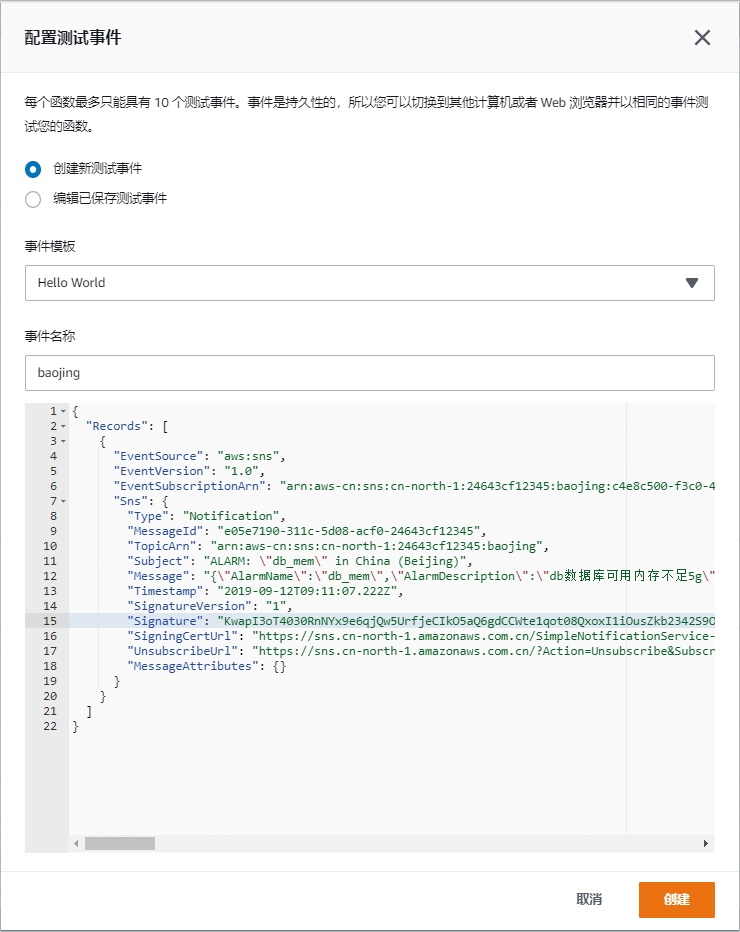 配置测试事件
每个函数最多只能具有 10 个测试事件。事件是持久性的，所以您可以切换到其他计算机或者 Web 浏览器并以相同的事件测
试您的函数。
创建新测试事件
编辑已保存测试事件
事件模板
Hello World
事件名称
baojing
1 {
2 "Records": [
3 {
4 "EventSource": "aws:sns",
5 "EventVersion": "1.0",
6 "EventSubscriptionArn": "arn:aws-cn:sns:cn-north-1:24643cf12345:baojing:c4e8c500-f3c0-4
7 "Sns": {
8 "Type": "Notification",
9 "MessageId": "e05e7190-311c-5d08-acf0-24643cf12345",
10 "TopicArn": "arn:aws-cn:sns:cn-north-1:24643cf12345:baojing",
11 "Subject": "ALARM: \"db_mem\" in China (Beijing)",
12 "Message": "{\"AlarmName\":\"db_mem\",\"AlarmDescription\":\"db数据库可用内存不足5g\"
13 "Timestamp": "2019-09-12T09:11:07.222Z",
14 "SignatureVersion": "1",
15 "Signature": "KwapI3oT4030RnNYx9e6qjQw5UrfjeCIkO5aQ6gdCCWte1qot08QxoxI1iOusZkb2342S9O
16 "SigningCertUrl": "https://sns.cn-north-1.amazonaws.com.cn/SimpleNotificationService-
17 "UnsubscribeUrl": "https://sns.cn-north-1.amazonaws.com.cn/?Action=Unsubscribe&Subscr
18 "MessageAttributes": {}
19 }
20 }
21 ]
22 }
取消
创建